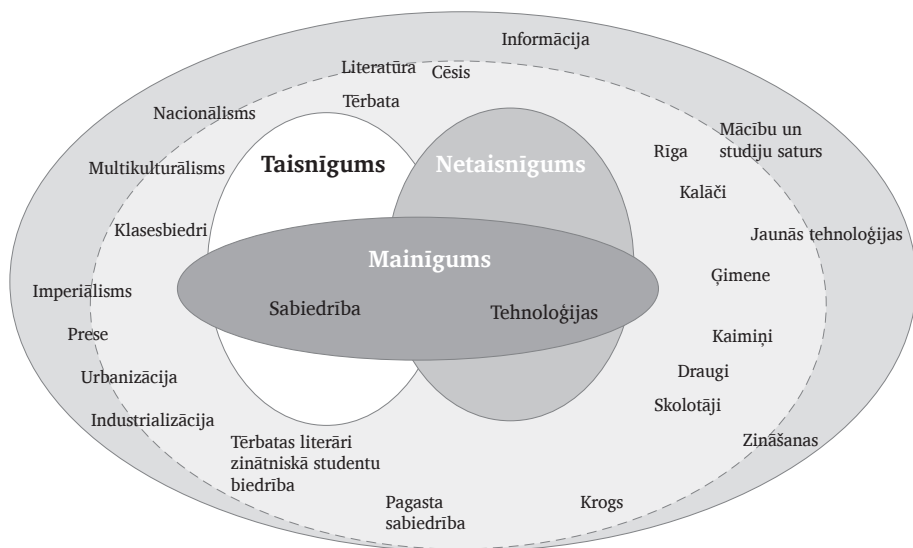 Informācija
Literatūra
Cēsis
Tērbata
Nacionālisms
Mācību un
studiju saturs
Rīga
Taisnīgums
Netaisnīgums
Multikulturālisms
Kalāči
Klasesbiedri
Jaunās tehnoloģijas
Mainīgums
Ģimene
Imperiālisms
Sabiedrība
Tehnoloģijas
Prese
Kaimiņi
Urbanizācija
Draugi
Skolotāji
Industrializācija
Zināšanas
Tērbatas literāri
zinātniskā studentu
biedrība
Pagasta
sabiedrība
Krogs